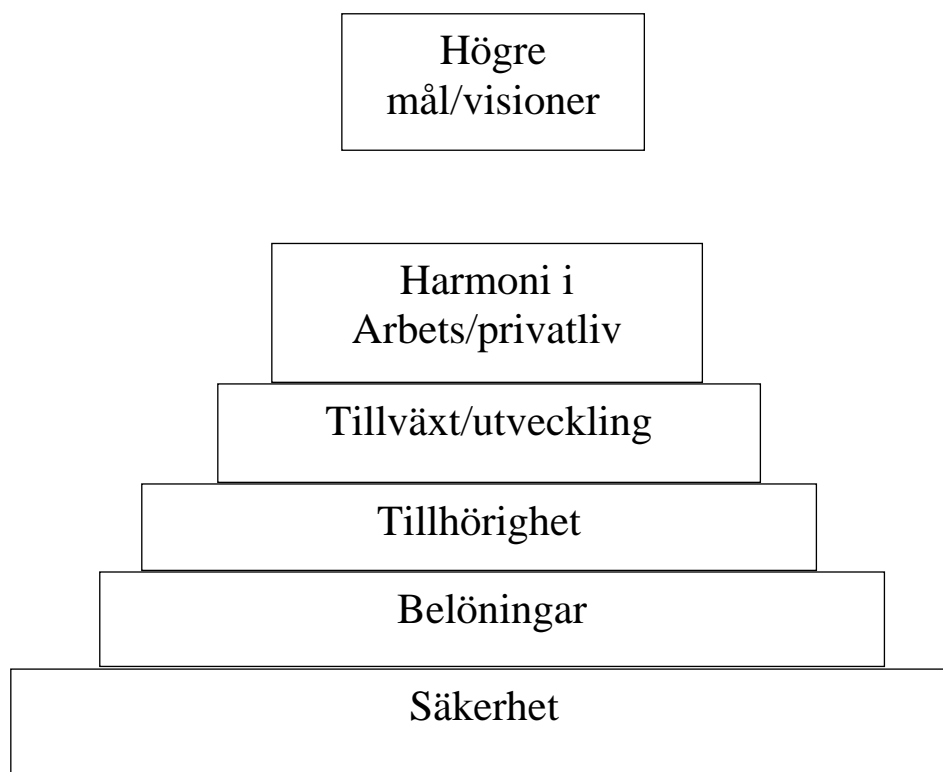 Högre
mål/visioner
Harmoni i
Arbets/privatliv
Tillväxt/utveckling
Tillhörighet
Belöningar
Säkerhet